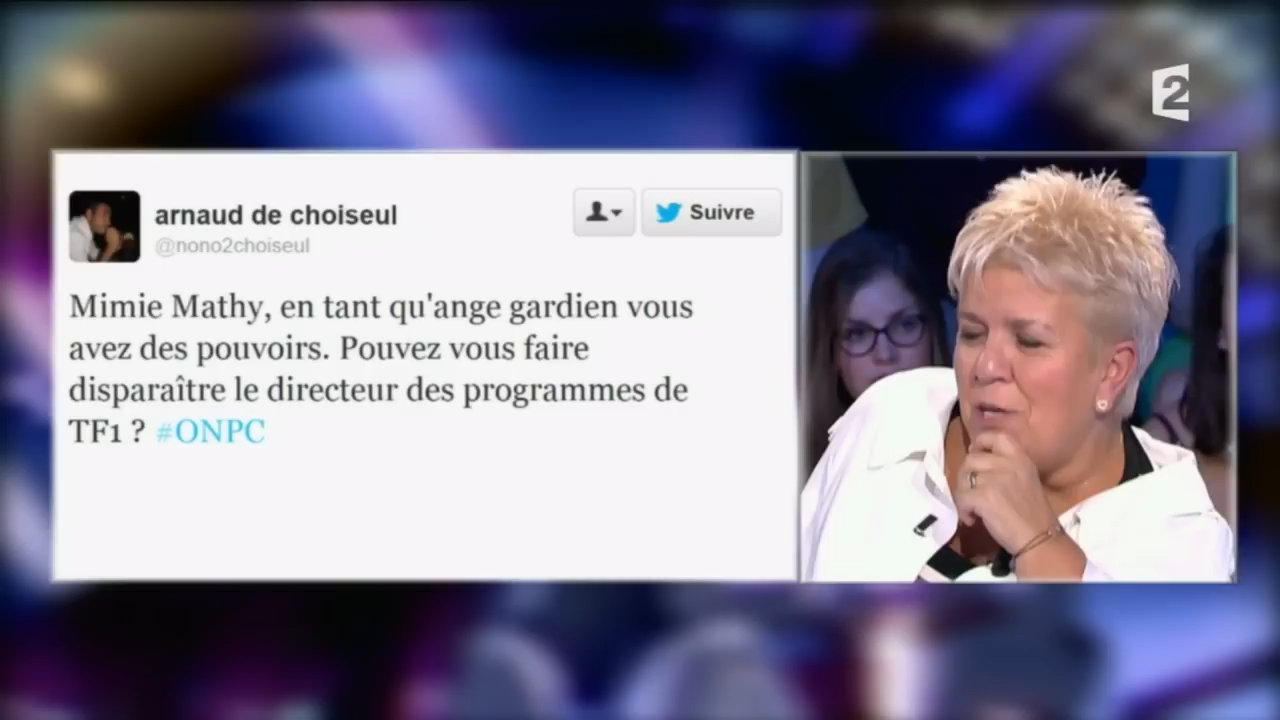 2
arnaud de choiseul
Suivre
@nono2choiseul
Mimie Mathy, en tant qu'ange gardien vous
avez des pouvoirs. Pouvez vous faire
disparaître le directeur des programmes de
TF1 ? #ONPC